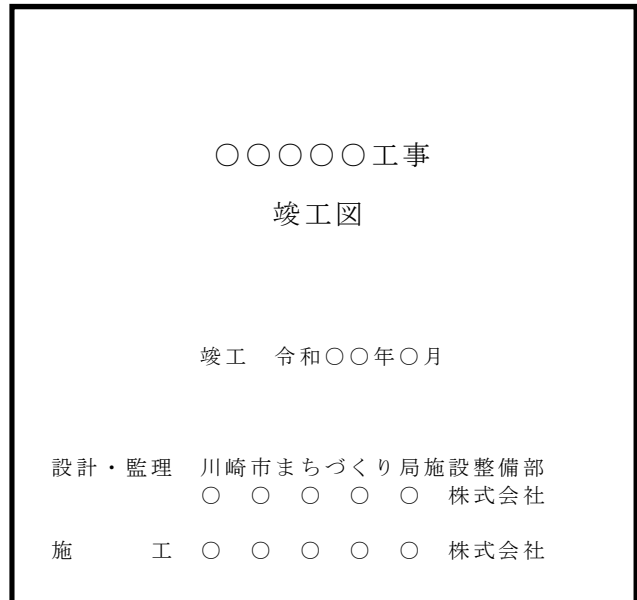 ○○○○○工事
竣工図
竣工　令和○○年○月
設計・監理　川崎市まちづくり局施設整備部
○　○　○　○　○　株式会社
施　　　工　○　○　○　○　○　株式会社